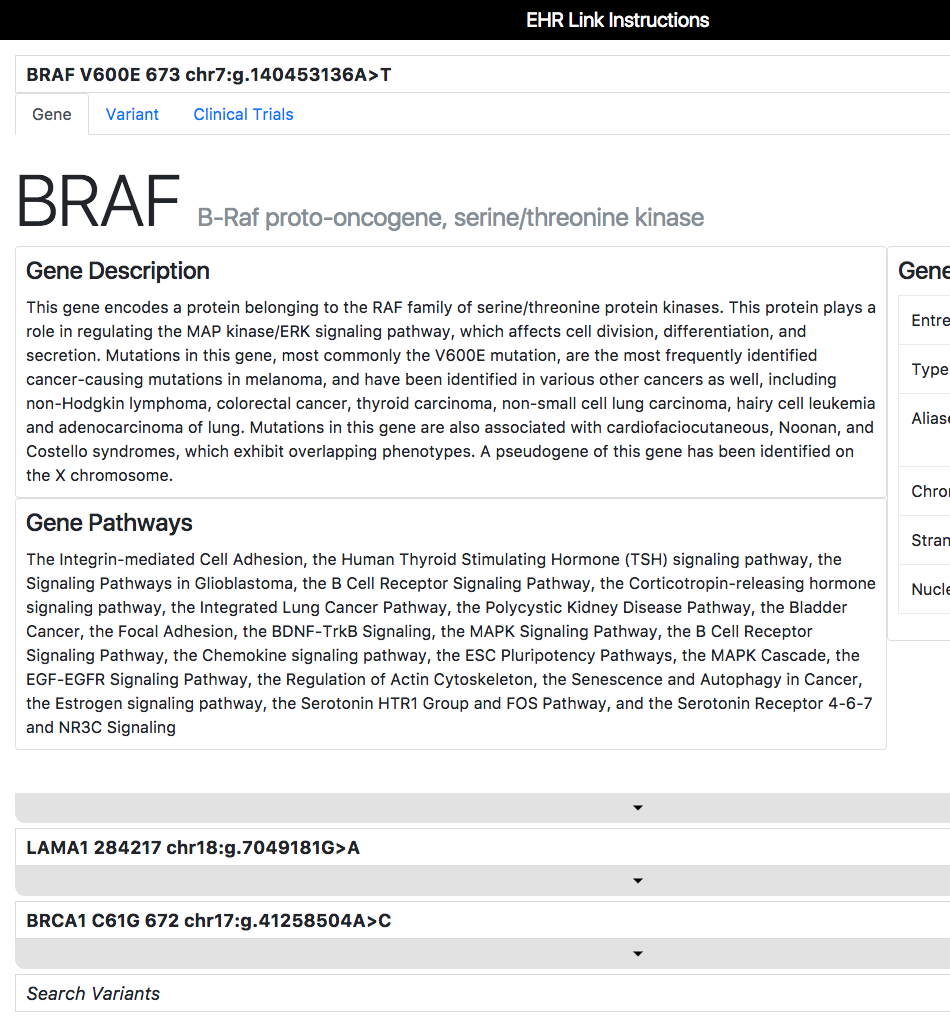 EHR Link Instructions
BRAF V600E 673 chr7:g.140453136A>T
Gene Variant Clinical Trials
BRAF B-Raf proto-oncogene, serine/threonine kinase
Gene Description
This gene encodes a protein belonging to the RAF family of serine/threonine protein kinases. This protein plays a
role in regulating the MAP kinase/ERK signaling pathway, which affects cell division, differentiation, and
secretion. Mutations in this gene, most commonly the V600E mutation, are the most frequently identified
cancer-causing mutations in melanoma, and have been identified in various other cancers as well, including
non-Hodgkin lymphoma, colorectal cancer, thyroid carcinoma, non-small cell lung carcinoma, hairy cell leukemia
and adenocarcinoma of lung. Mutations in this gene are also associated with cardiofaciocutaneous, Noonan, and
Costello syndromes, which exhibit overlapping phenotypes. A pseudogene of this gene has been identified on
the X chromosome.
Gene Pathways
The Integrin-mediated Cell Adhesion, the Human Thyroid Stimulating Hormone (TSH) signaling pathway, the
Signaling Pathways in Glioblastoma, the B Cell Receptor Signaling Pathway, the Corticotropin-releasing hormone
signaling pathway, the Integrated Lung Cancer Pathway, the Polycystic Kidney Disease Pathway, the Bladder
Cancer, the Focal Adhesion, the BDNF-TrkB Signaling, the MAPK Signaling Pathway, the B Cell Receptor
Signaling Pathway, the Chemokine signaling pathway, the ESC Pluripotency Pathways, the MAPK Cascade, the
EGF-EGFR Signaling Pathway, the Regulation of Actin Cytoskeleton, the Senescence and Autophagy in Cancer,
the Estrogen signaling pathway, the Serotonin HTR1 Group and FOS Pathway, and the Serotonin Receptor 4-6-7
and NR3C Signaling
Gene
Entre
Type
Aliase
Chro
Stran
Nucle
LAMA1 284217 chr18:g.7049181G>A
BRCA1 C61G 672 chr17:g.41258504A>C
Search Variants